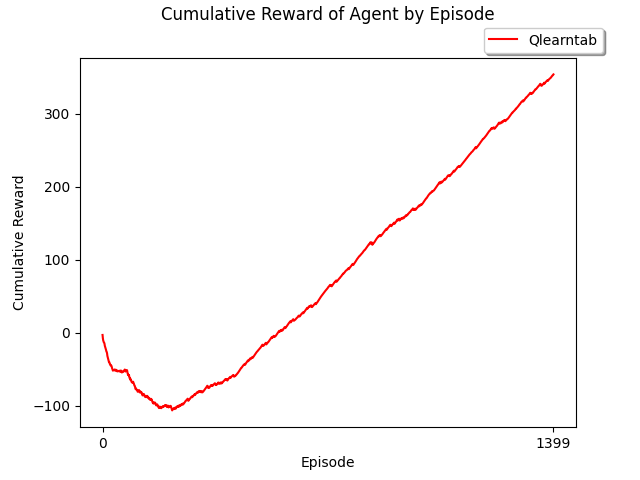 Cumulative Reward of Agent by Episode
Qlearntab
300
200
100
0
−100
Cumulative Reward
0
1399
Episode